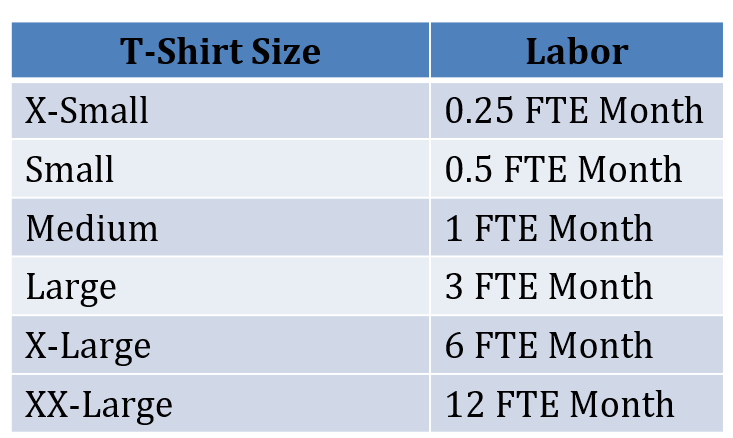 T-Shirt Size Labor
X-Small 0.25 FTE Month
Small 0.5 FTE Month
Medium 1 FTE Month
Large 3 FTE Month
X-Large 6 FTE Month
XX-Large 12 FTE Month